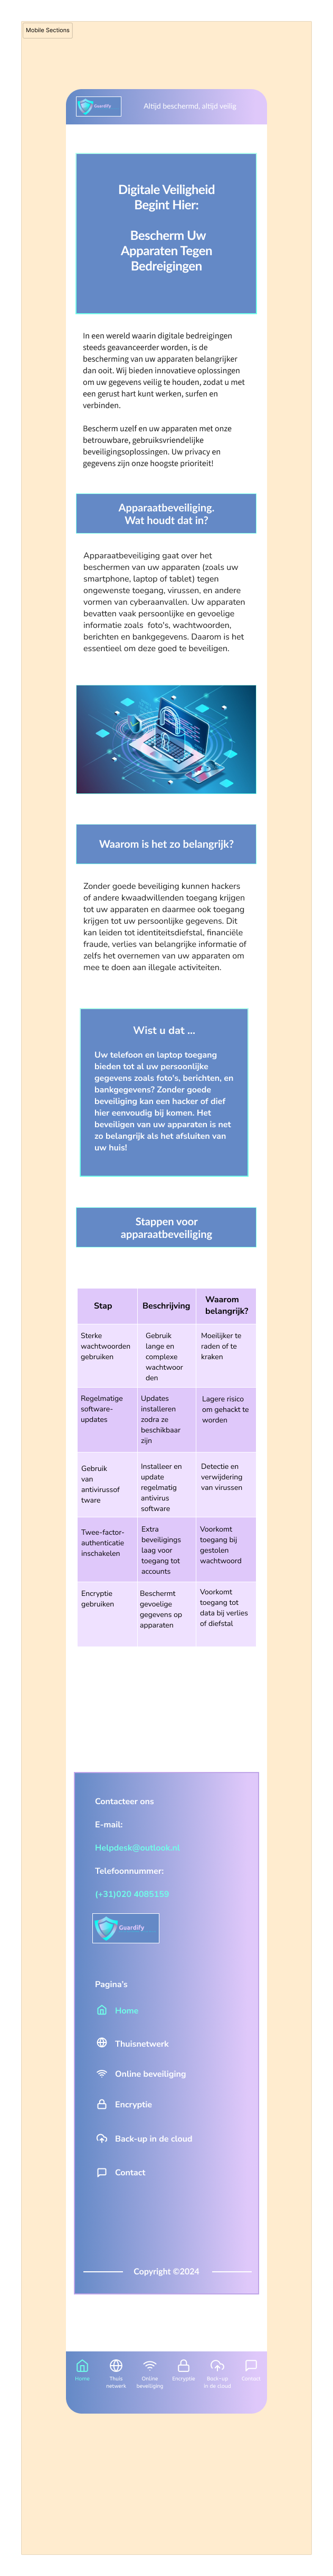 Mobile Sections
Guardify
Altijd beschermd, altijd veilig
Digitale Veiligheid
Begint Hier:
Bescherm Uw
Apparaten Tegen
Bedreigingen
In een wereld waarin digitale bedreigingen
steeds geavanceerder worden, is de
bescherming van uw apparaten belangrijker
dan ooit. Wij bieden innovatieve oplossingen
om uw gegevens veilig te houden, zodat u met
een gerust hart kunt werken, surfen en
verbinden.
Bescherm uzelf en uw apparaten met onze
betrouwbare, gebruiksvriendelijke
beveiligingsoplossingen. Uw privacy en
gegevens zijn onze hoogste prioriteit!
Apparaatbeveiliging.
Wat houdt dat in?
Apparaatbeveiliging gaat over het
beschermen van uw apparaten (zoals uw
smartphone, laptop of tablet) tegen
ongewenste toegang, virussen, en andere
vormen van cyberaanvallen. Uw apparaten
bevatten vaak persoonlijke en gevoelige
informatie zoals  foto's, wachtwoorden,
berichten en bankgegevens. Daarom is het
essentieel om deze goed te beveiligen.
Waarom is het zo belangrijk?
Zonder goede beveiliging kunnen hackers
of andere kwaadwillenden toegang krijgen
tot uw apparaten en daarmee ook toegang
krijgen tot uw persoonlijke gegevens. Dit
kan leiden tot identiteitsdiefstal, financiële
fraude, verlies van belangrijke informatie of
zelfs het overnemen van uw apparaten om
mee te doen aan illegale activiteiten.
Wist u dat ...
Uw telefoon en laptop toegang
bieden tot al uw persoonlijke
gegevens zoals foto's, berichten, en
bankgegevens? Zonder goede
beveiliging kan een hacker of dief
hier eenvoudig bij komen. Het
beveiligen van uw apparaten is net
zo belangrijk als het afsluiten van
uw huis!
Stappen voor
apparaatbeveiliging
Stap
Beschrijving
Waarom
belangrijk?
Sterke
wachtwoorden
gebruiken
Gebruik
lange en
complexe
wachtwoor
den
Moeilijker te
raden of te
kraken
Regelmatige
software-
updates
Updates
installeren
zodra ze
beschikbaar
zijn
Lagere risico
om gehackt te
worden
Gebruik
van
antivirussof
tware
Installeer en
update
regelmatig
antivirus
software
Detectie en
verwijdering
van virussen
Twee-factor-
authenticatie
inschakelen
Extra
beveiligings
laag voor
toegang tot
accounts
Voorkomt
toegang bij
gestolen
wachtwoord
Encryptie
gebruiken
Beschermt
gevoelige
gegevens op
apparaten
Voorkomt
toegang tot
data bij verlies
of diefstal
Contacteer ons
E-mail:
Helpdesk@outlook.nl
Telefoonnummer:
(+31)020 4085159
Guardify
Pagina's
Home
Thuisnetwerk
Online beveiliging
Encryptie
Back-up in de cloud
Contact
Copyright ©2024
Home
Thuis
netwerk
Online
beveiliging
Encryptie
Back-up
in de cloud
Contact